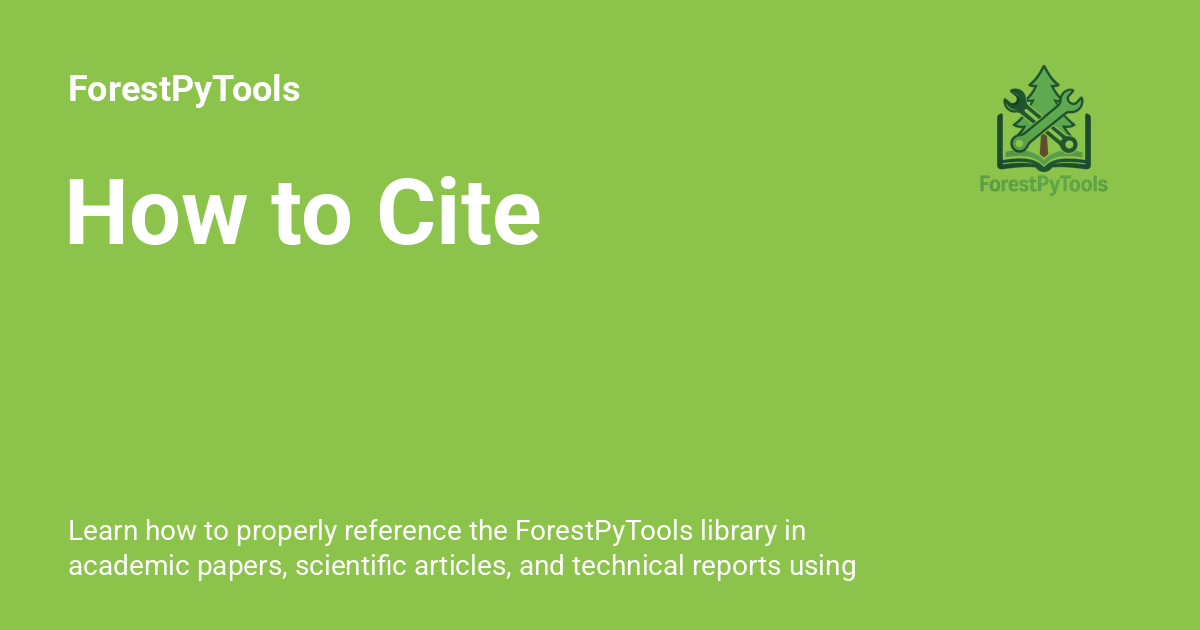 ForestPyTools
ForestPyTools
How to Cite
Learn how to properly reference the ForestPyTools library in
academic papers, scientific articles, and technical reports using